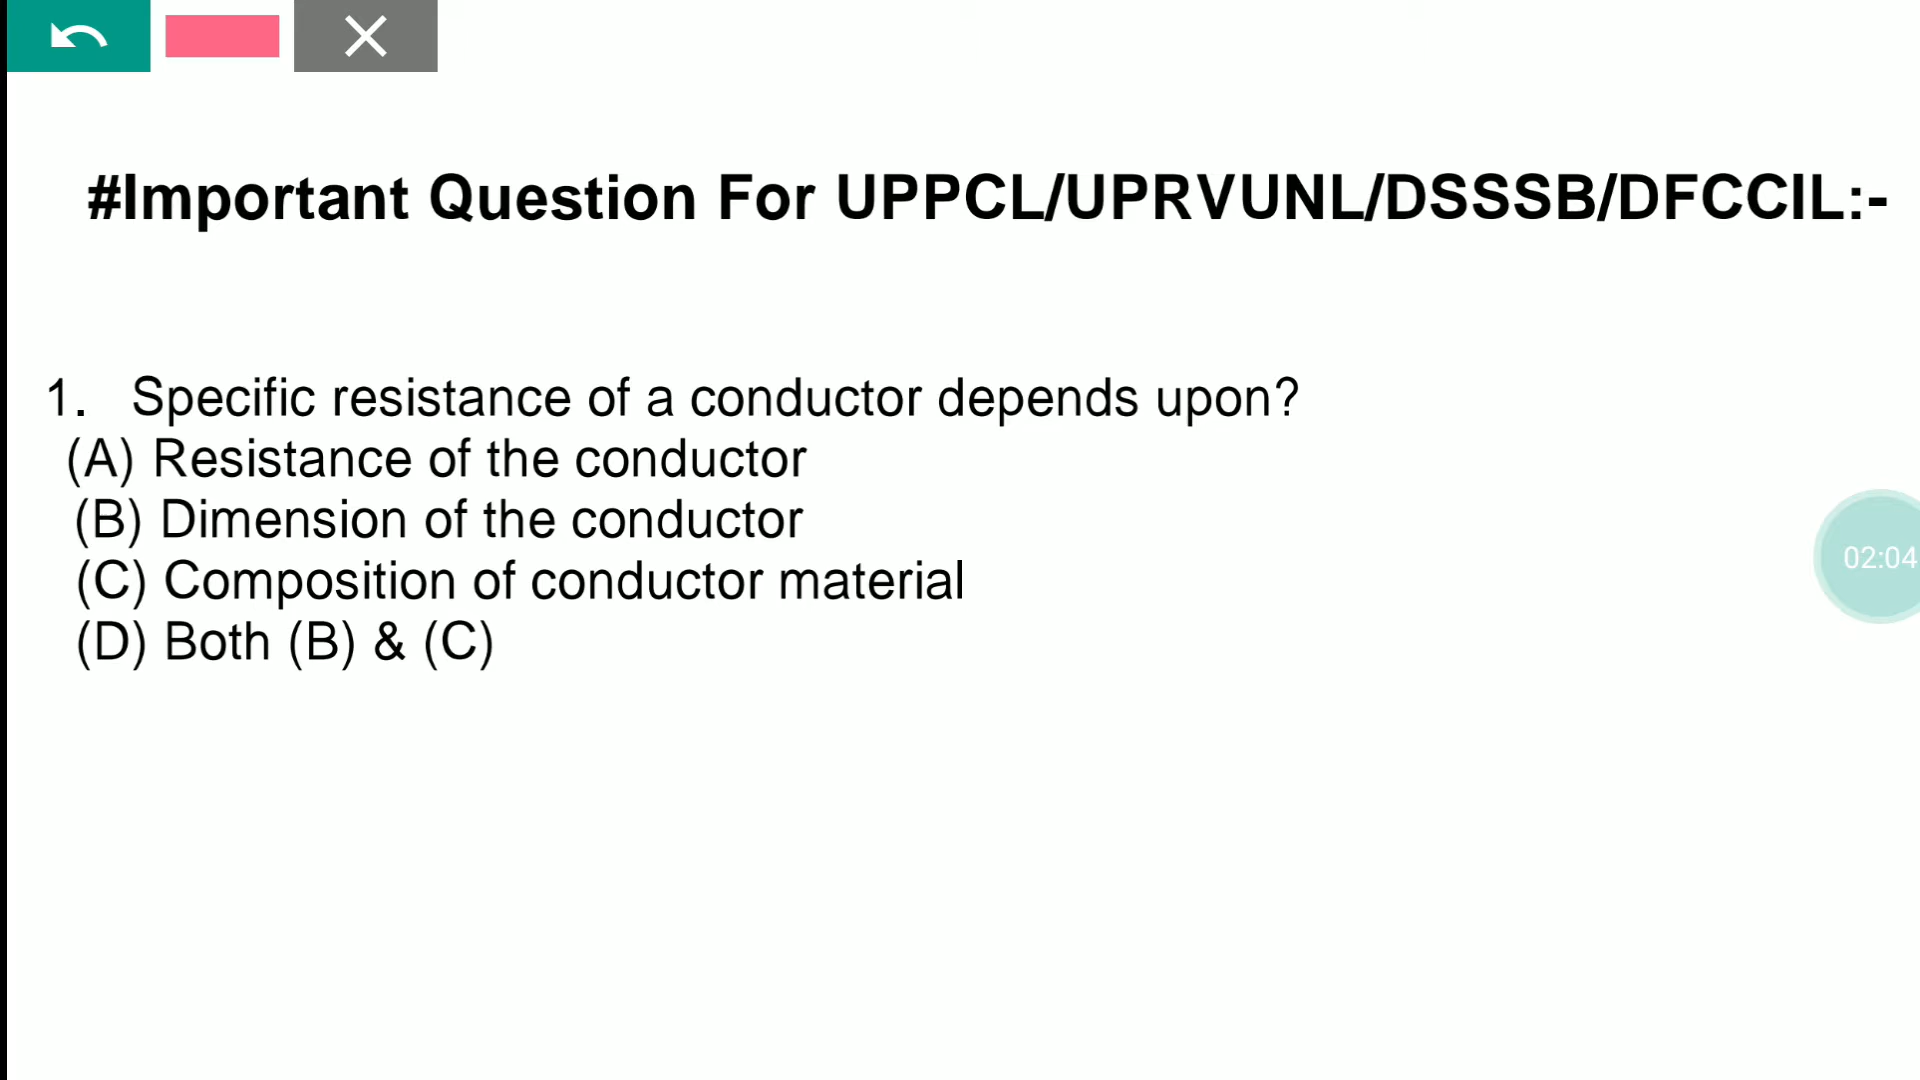 #Important Question For UPPCL/UPRVUNL/DSSSB/DFCCIL:-
1. Specific resistance of a conductor depends upon?
(A) Resistance of the conductor
(B) Dimension of the conductor
(C) Composition of conductor material
(D) Both (B) & (C)
02:04